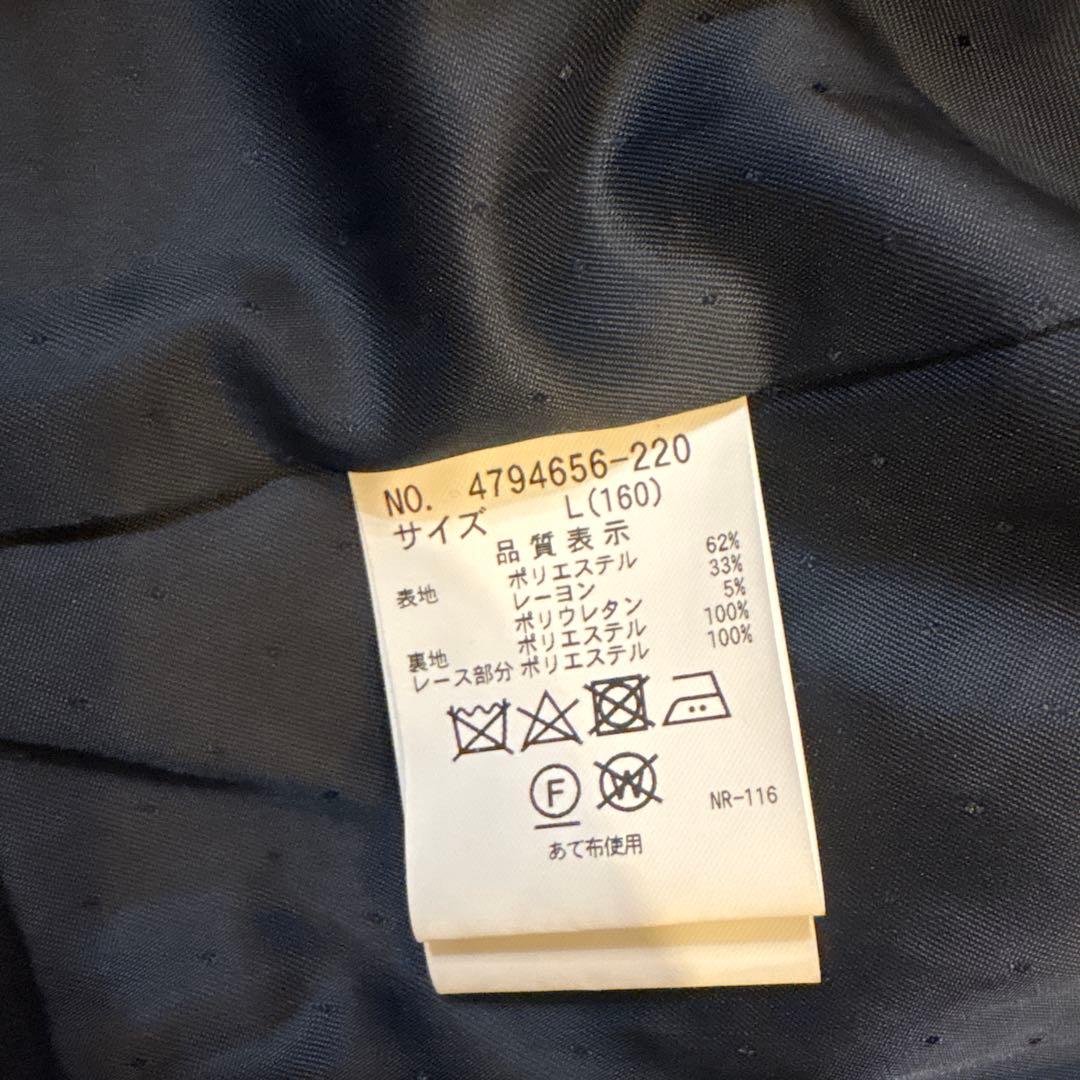 NO. 4794656-220
サイズ L(160)
品質表示
表地 ポリエステル 62%
レーヨン 33%
ポリウレタン 5%
裏地 ポリエステル 100%
レース部分 ポリエステル 100%
F W
NR-116
あて布使用